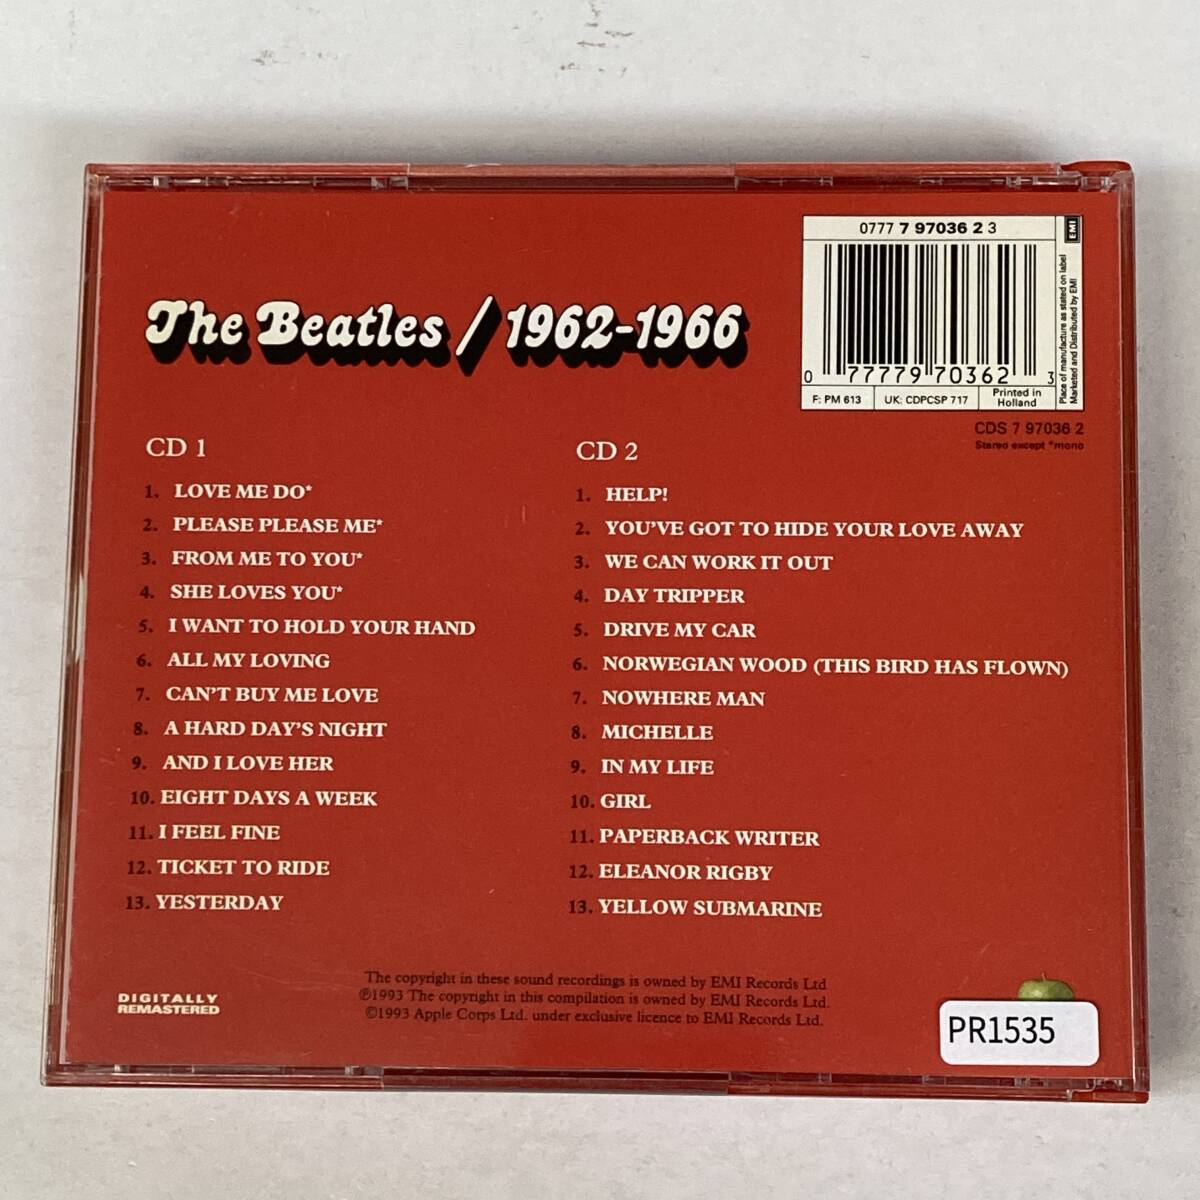 The Beatles / 1962-1966
0777 7 97036 2 3
EMI
0 77779 70362 3
F: PM 613
UK: CDPCSP 717
Printed in
Holland
Place of manufacture as stated on label
Marketed and Distributed by EMI
CDS 7 97036 2
Stereo except *mono
CD 1
1. LOVE ME DO*
2. PLEASE PLEASE ME*
3. FROM ME TO YOU*
4. SHE LOVES YOU*
5. I WANT TO HOLD YOUR HAND
6. ALL MY LOVING
7. CAN'T BUY ME LOVE
8. A HARD DAY'S NIGHT
9. AND I LOVE HER
10. EIGHT DAYS A WEEK
11. I FEEL FINE
12. TICKET TO RIDE
13. YESTERDAY
CD 2
1. HELP!
2. YOU'VE GOT TO HIDE YOUR LOVE AWAY
3. WE CAN WORK IT OUT
4. DAY TRIPPER
5. DRIVE MY CAR
6. NORWEGIAN WOOD (THIS BIRD HAS FLOWN)
7. NOWHERE MAN
8. MICHELLE
9. IN MY LIFE
10. GIRL
11. PAPERBACK WRITER
12. ELEANOR RIGBY
13. YELLOW SUBMARINE
DIGITALLY
REMASTERED
The copyright in these sound recordings is owned by EMI Records Ltd
℗1993 The copyright in this compilation is owned by EMI Records Ltd.
©1993 Apple Corps Ltd. under exclusive licence to EMI Records Ltd.
PR1535